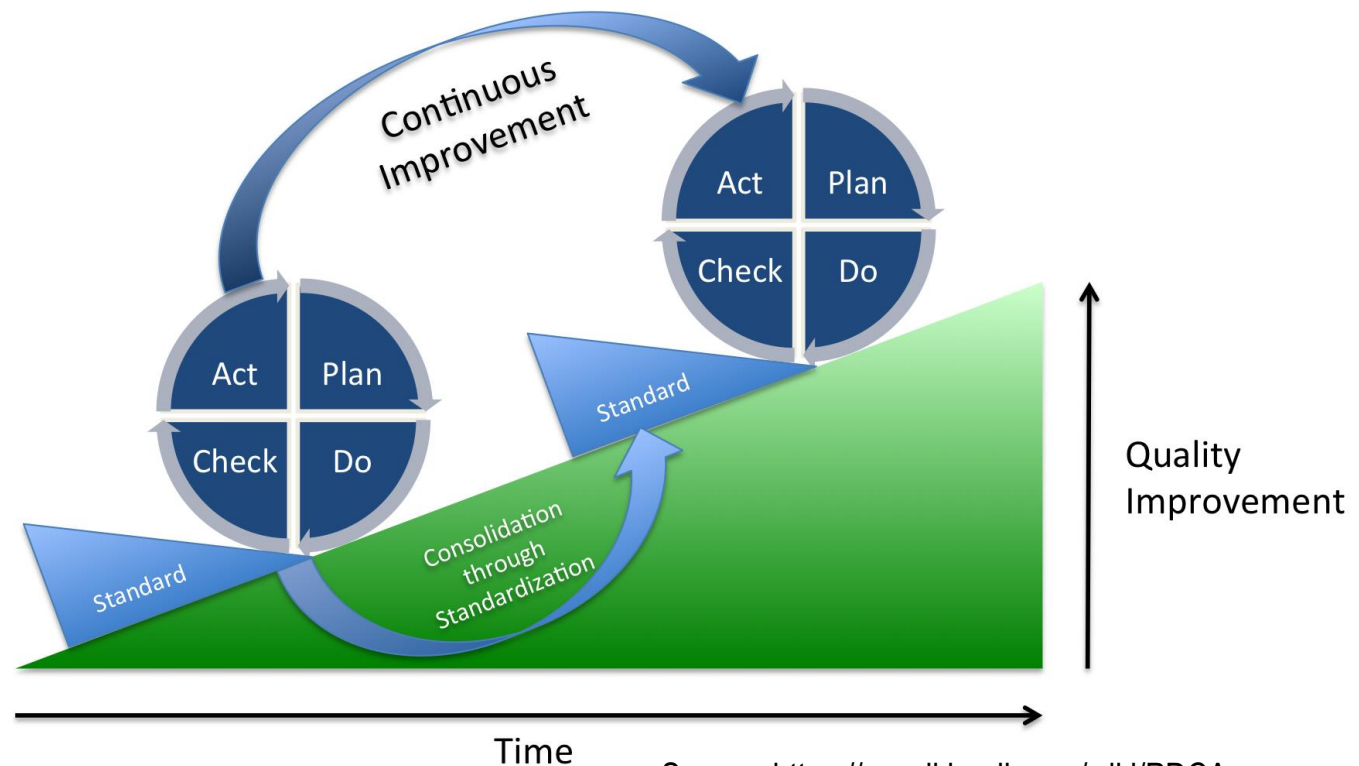 Continuous
Improvement
Act
Plan
Check
Do
Act
Plan
Check
Do
Standard
Standard
Consolidation
through
Standardization
Quality
Improvement
Time